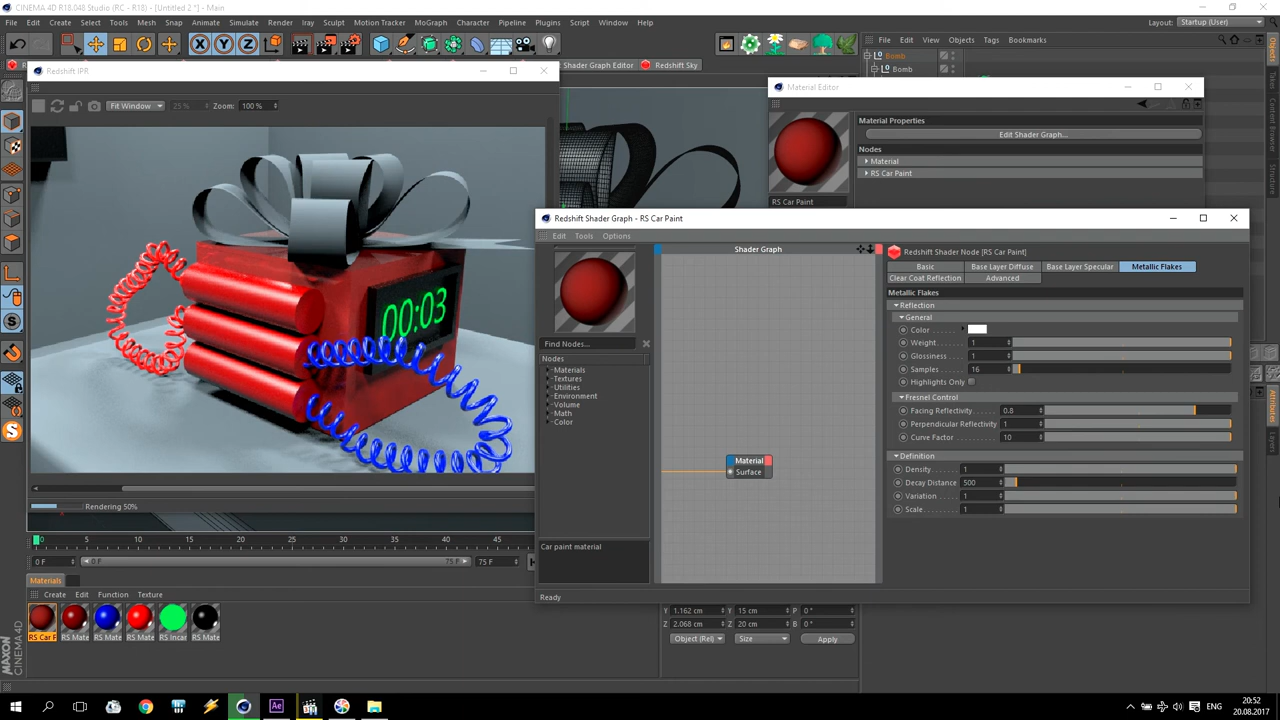 CINEMA 4D R18.048 Studio (RC - R18) - [Untitled 2 *] - Main
File Edit Create Select Tools Mesh Snap Animate Simulate Render Iray Sculpt Motion Tracker MoGraph Character Pipeline Plugins Script Window Help
Layout: Startup (User)
File Edit View Objects Tags Bookmarks
Shader Graph Editor Redshift Sky
Bomb
Bomb
Redshift IPR
Fit Window 25 % Zoom: 100 %
00:03
Rendering 50%
Material Editor
Material Properties
Edit Shader Graph...
Nodes
Material
RS Car Paint
RS Car Paint
Redshift Shader Graph - RS Car Paint
Edit Tools Options
Find Nodes...
Nodes
Materials
Textures
Utilities
Environment
Volume
Math
Color
Car paint material
Ready
Shader Graph
Material
Surface
Redshift Shader Node [RS Car Paint]
Basic Base Layer Diffuse Base Layer Specular Metallic Flakes
Clear Coat Reflection Advanced
Metallic Flakes
Reflection
General
Color
Weight 1
Glossiness 1
Samples 16
Highlights Only
Fresnel Control
Facing Reflectivity 0.8
Perpendicular Reflectivity 1
Curve Factor 10
Definition
Density 1
Decay Distance 500
Variation 1
Scale 1
Objects
Takes
Content Browser
Structure
Attributes
Layers
0 5 10 15 20 25 30 35 40 45
0 F 0 F 75 F 75 F
Materials
Create Edit Function Texture
RS Car P RS Mate RS Mate RS Mate RS Incar RS Mate
Y 1.162 cm Y 15 cm P 0 °
Z 2.068 cm Z 20 cm B 0 °
Object (Rel) Size Apply
MAXON
CINEMA 4D
ENG
20:52
20.08.2017